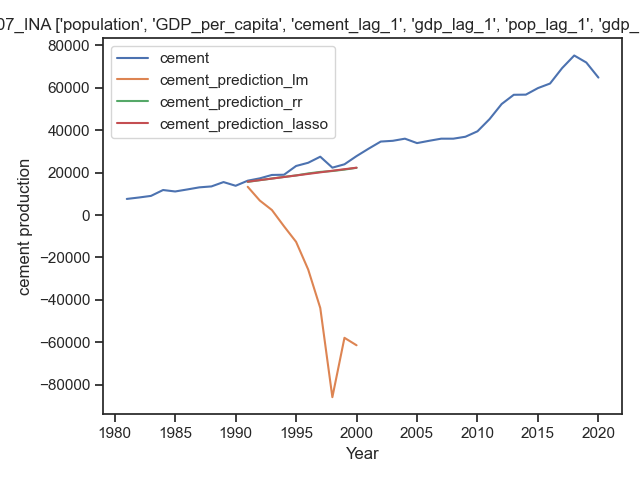 07_INA ['population', 'GDP_per_capita', 'cement_lag_1', 'gdp_lag_1', 'pop_lag_1', 'gdp_
cement
cement_prediction_lm
cement_prediction_rr
cement_prediction_lasso
80000
60000
40000
20000
0
−20000
−40000
−60000
−80000
cement production
1980 1985 1990 1995 2000 2005 2010 2015 2020
Year